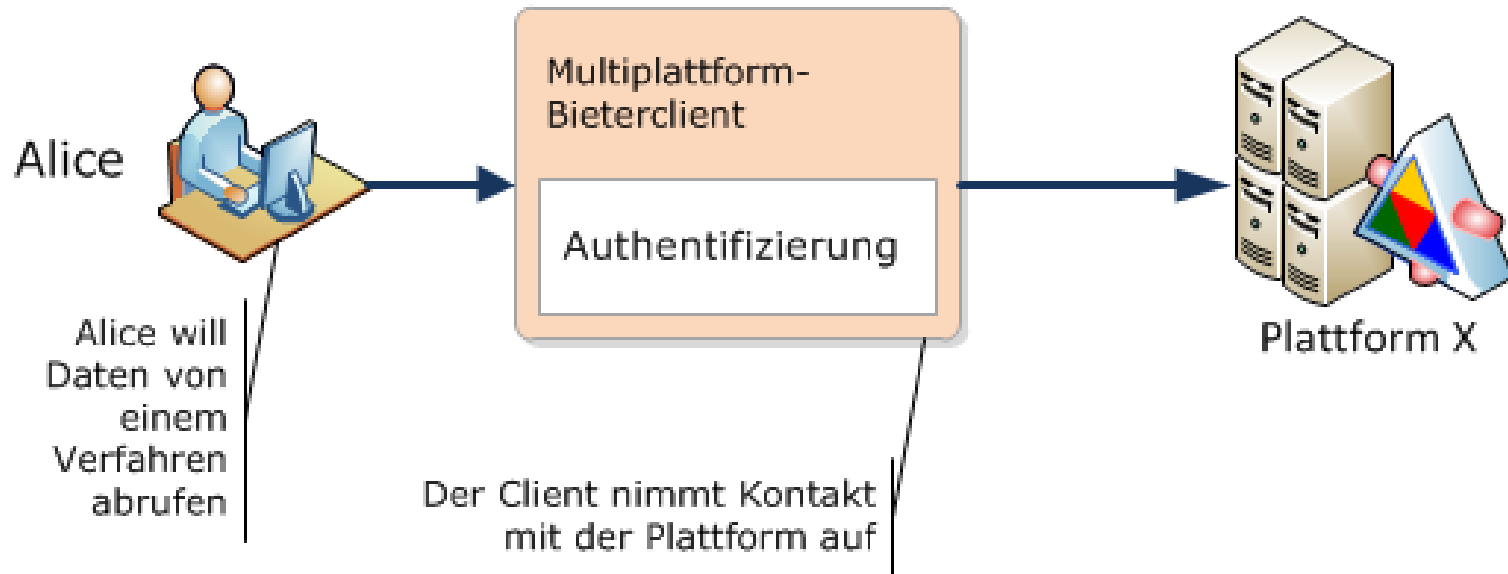 Alice
Multiplattform-
Bieterclient
Authentifizierung
Plattform X
Alice will
Daten von
einem
Verfahren
abrufen
Der Client nimmt Kontakt
mit der Plattform auf